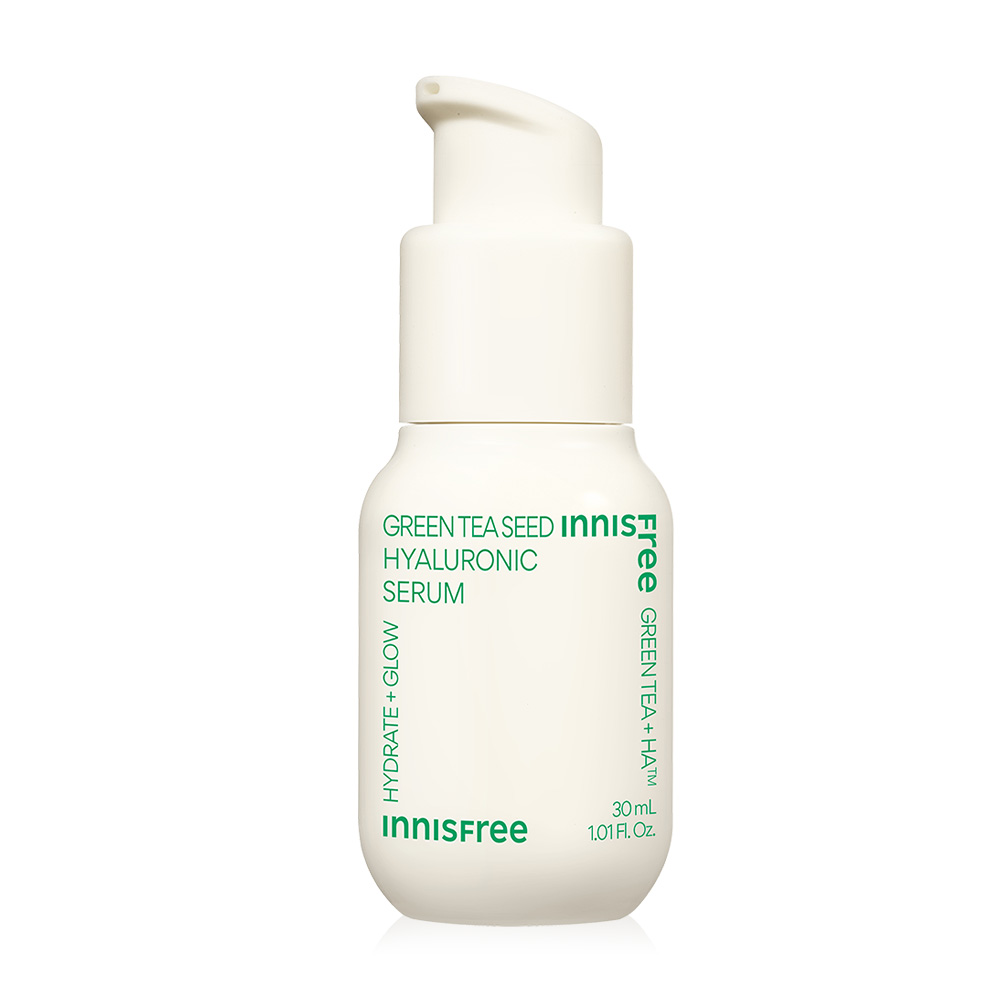 GREEN TEA SEED
HYALURONIC
SERUM
innisFree
HYDRATE + GLOW
GREEN TEA + HA™
innisFree
30 mL
1.01 Fl. Oz.